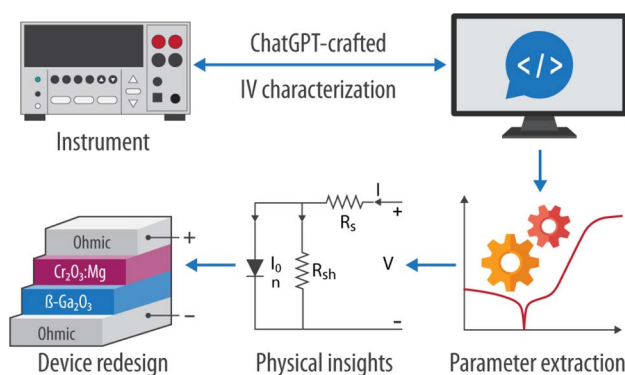 ChatGPT-crafted
IV characterization
</>
Instrument
Ohmic
Cr₂O₃:Mg
ß-Ga₂O₃
Ohmic
+
−
I
+
Rₛ
I₀
n
Rₛₕ
V
−
Device redesign
Physical insights
Parameter extraction